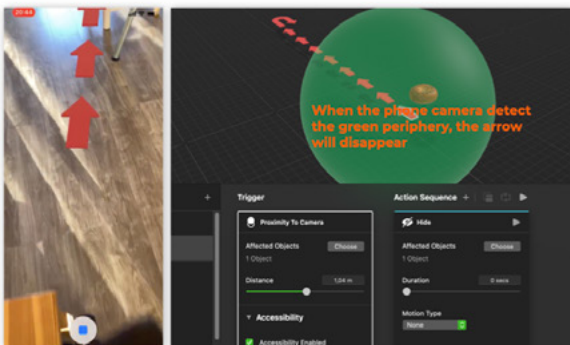 20:44
When the phone camera detect
the green periphery, the arrow
will disappear
+
Trigger
Action Sequence +
Proximity To Camera
Hide
Affected Objects
Choose
1 Object
Affected Objects
Choose
1 Object
Distance
1,04 m
Duration
0 secs
Accessibility
Motion Type
None
Accessibility Enabled